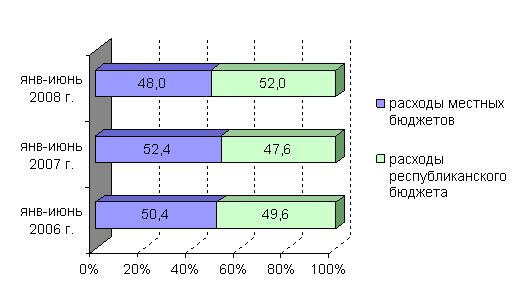 янв-июнь
2008 г.
48,0
52,0
янв-июнь
2007 г.
52,4
47,6
янв-июнь
2006 г.
50,4
49,6
0%
20%
40%
60%
80%
100%
расходы местных
бюджетов
расходы
республиканского
бюджета